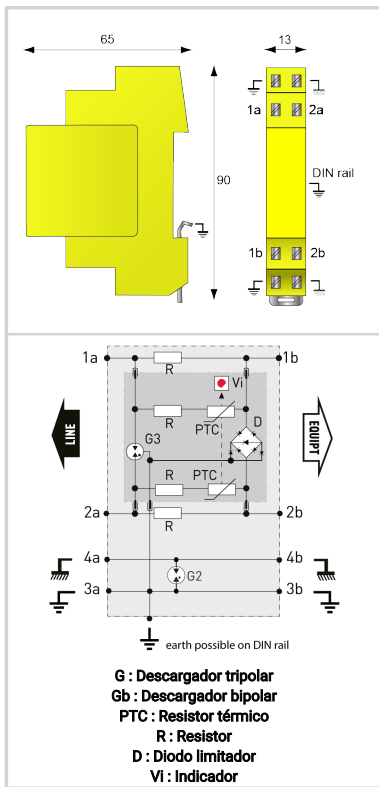 65
13
1a
2a
90
DIN rail
1b
2b
1a
1b
R
Vi
R
PTC
D
G3
LINE
EQUIPT
R
PTC
2a
R
2b
4a
4b
G2
3a
3b
earth possible on DIN rail
G : Descargador tripolar
Gb : Descargador bipolar
PTC : Resistor térmico
R : Resistor
D : Diodo limitador
Vi : Indicador